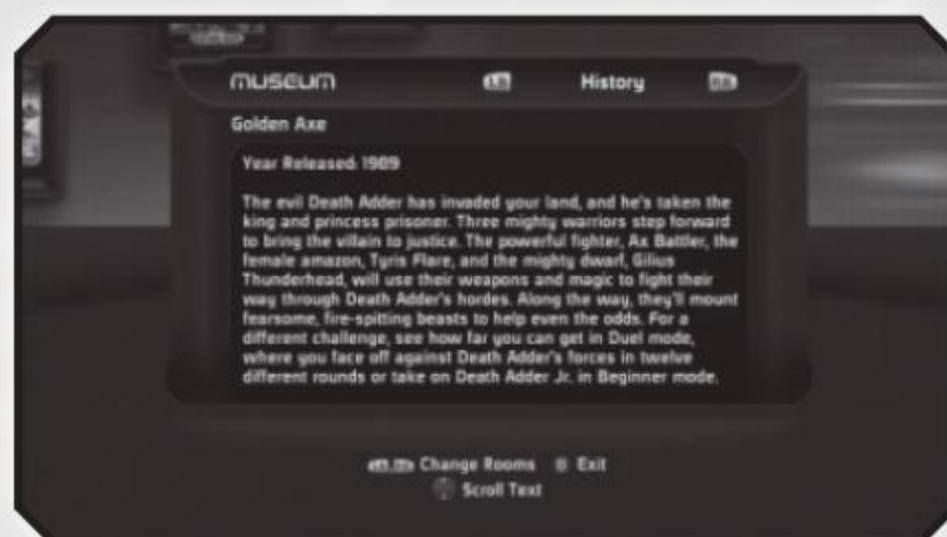 MUSEUM LB History RB
Golden Axe
Year Released: 1989
The evil Death Adder has invaded your land, and he's taken the
king and princess prisoner. Three mighty warriors step forward
to bring the villain to justice. The powerful fighter, Ax Battler, the
female amazon, Tyris Flare, and the mighty dwarf, Gilius
Thunderhead, will use their weapons and magic to fight their
way through Death Adder's hordes. Along the way, they'll mount
fearsome, fire-spitting beasts to help even the odds. For a
different challenge, see how far you can get in Duel mode,
where you face off against Death Adder's forces in twelve
different rounds or take on Death Adder Jr. in Beginner mode.
Change Rooms Exit
Scroll Text